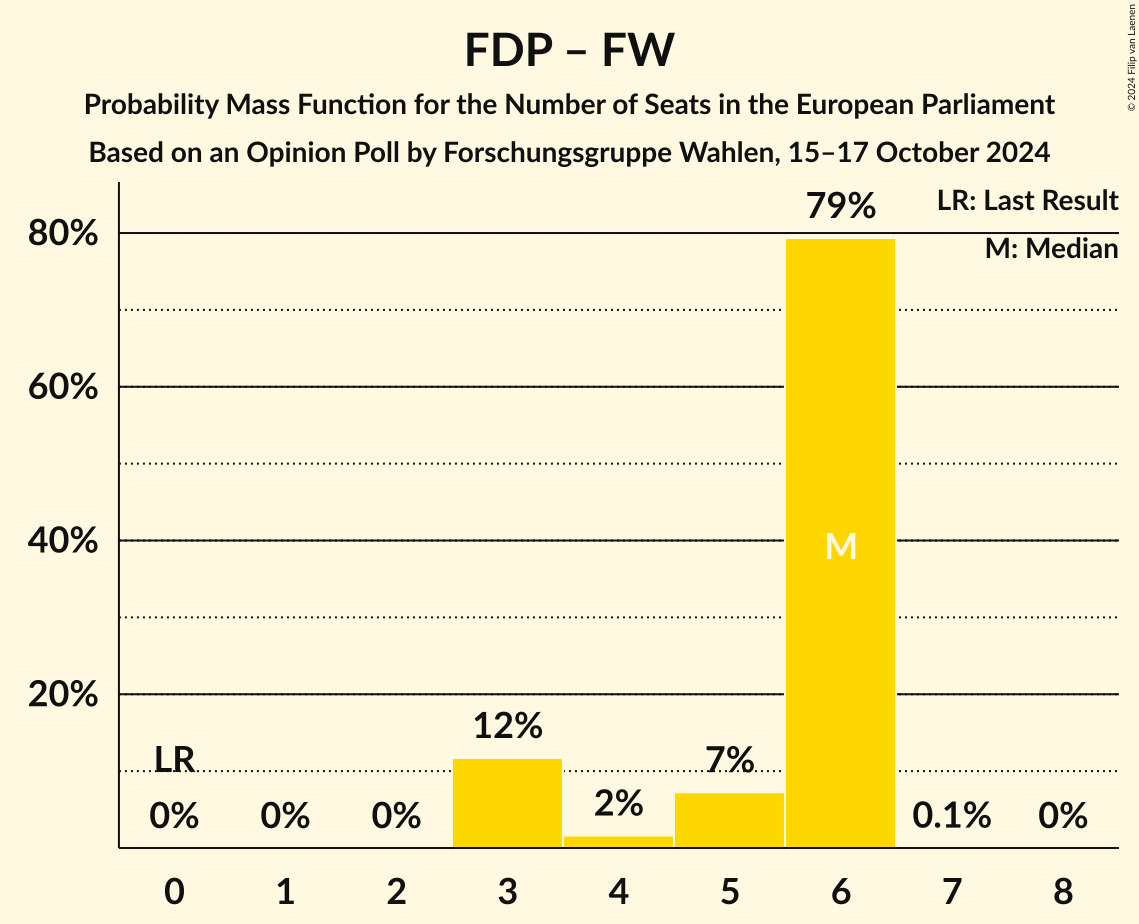 FDP – FW
Probability Mass Function for the Number of Seats in the European Parliament
Based on an Opinion Poll by Forschungsgruppe Wahlen, 15–17 October 2024
© 2024 Filip van Laenen
LR: Last Result
M: Median
80%
60%
40%
20%
LR
0%
0%
0%
12%
2%
7%
79%
M
0.1%
0%
0 1 2 3 4 5 6 7 8